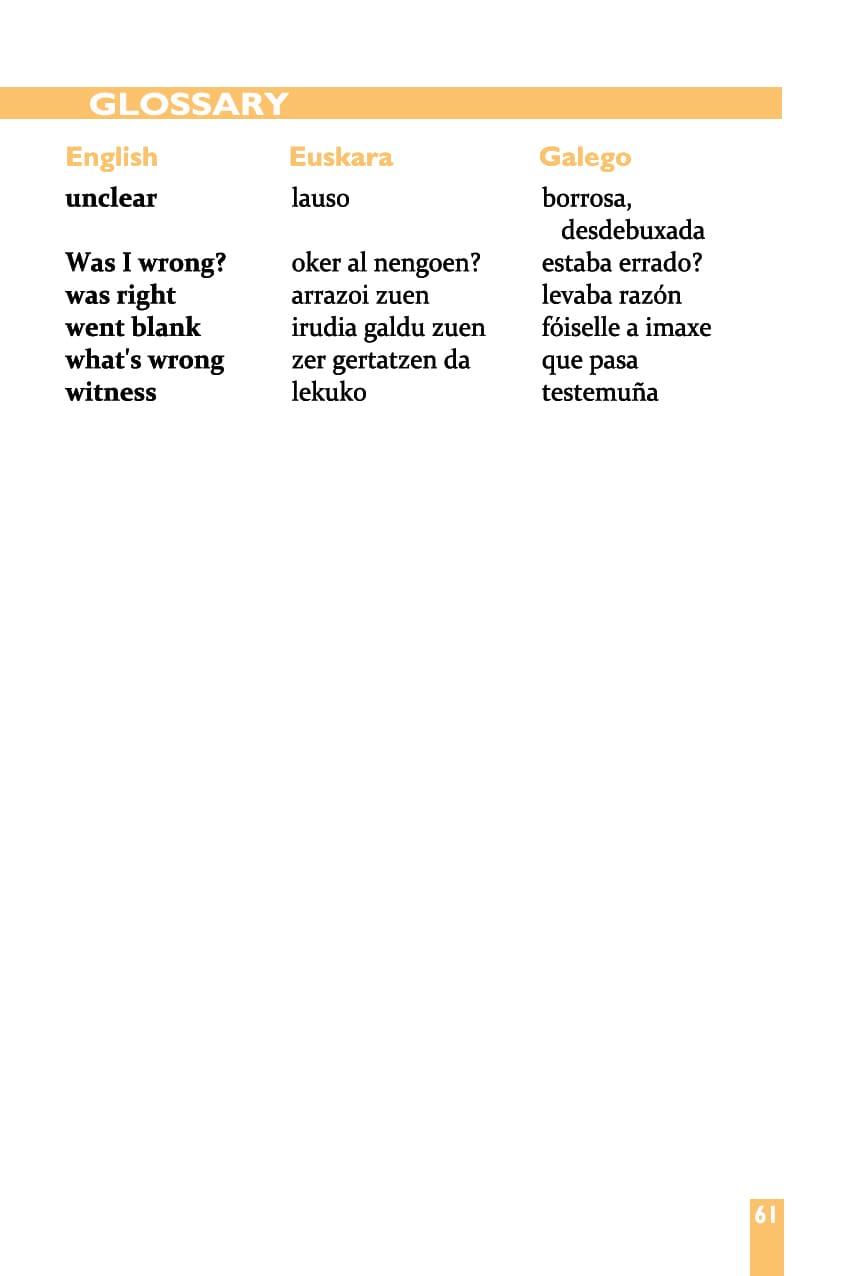 GLOSSARY
English Euskara Galego
unclear lauso borrosa,
desdebuxada
Was I wrong? oker al nengoen? estaba errado?
was right arrazoi zuen levaba razón
went blank irudia galdu zuen fóiselle a imaxe
what's wrong zer gertatzen da que pasa
witness lekuko testemuña
61